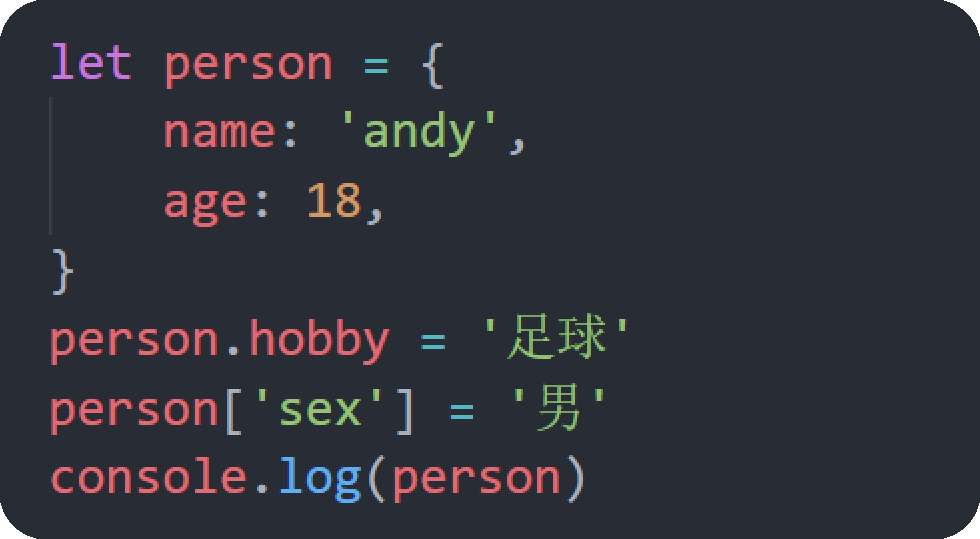 let person = {
    name: 'andy',
    age: 18,
}
person.hobby = '足球'
person['sex'] = '男'
console.log(person)